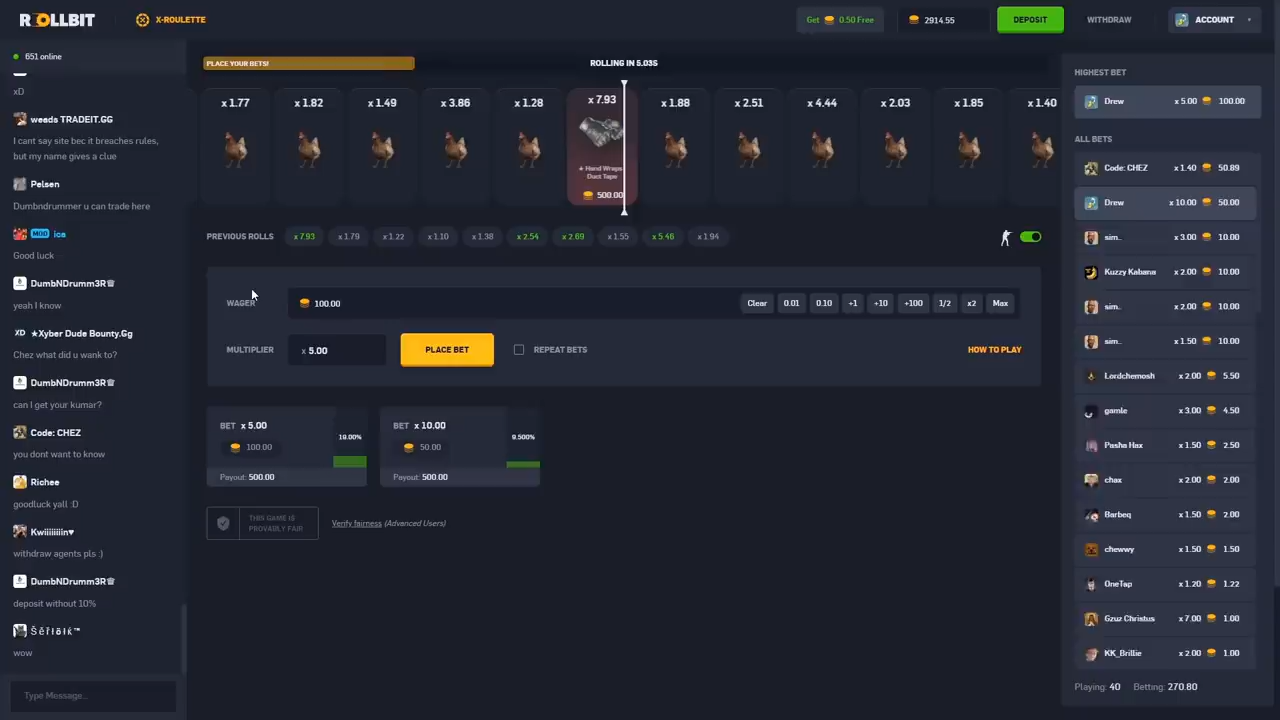 ROLLBIT
X-ROULETTE
Get 0.50 Free
2914.55
DEPOSIT
WITHDRAW
ACCOUNT
651 online
xD
weads TRADEIT.GG
I cant say site bec it breaches rules,
but my name gives a clue
Pelsen
Dumbndrummer u can trade here
MOD ica
Good luck
DumbNDrumm3R♕
yeah I know
XD ★Xyber Dude Bounty.Gg
Chez what did u wank to?
DumbNDrumm3R♕
can I get your kumar?
Code: CHEZ
you dont want to know
Richee
goodluck yall :D
Kwiiiiiiiin♥
withdraw agents pls :)
DumbNDrumm3R♕
deposit without 10%
wow
Type Message...
PLACE YOUR BETS!
ROLLING IN 5.03S
x 1.77
x 1.82
x 1.49
x 3.86
x 1.28
x 7.93
x 1.88
x 2.51
x 4.44
x 2.03
x 1.85
x 1.40
★ Hand Wraps
Duct Tape
500.00
PREVIOUS ROLLS
x 7.93
x 1.79
x 1.22
x 1.10
x 1.38
x 2.54
x 2.69
x 1.55
x 5.46
x 1.94
WAGER
100.00
Clear
0.01
0.10
+1
+10
+100
1/2
x2
Max
MULTIPLIER
x 5.00
PLACE BET
REPEAT BETS
HOW TO PLAY
BET x 5.00
100.00
19.00%
Payout: 500.00
BET x 10.00
50.00
9.500%
Payout: 500.00
THIS GAME IS
PROVABLY FAIR
Verify fairness (Advanced Users)
HIGHEST BET
Drew x 5.00 100.00
ALL BETS
Code: CHEZ x 1.40 50.89
Drew x 10.00 50.00
sim.. x 3.00 10.00
Kuzzy Kabana x 2.00 10.00
sim.. x 2.00 10.00
sim.. x 1.50 10.00
Lordchemosh x 2.00 5.50
gamle x 3.00 4.50
Pasha Hax x 1.50 2.50
chax x 2.00 2.00
Barbeq x 1.50 2.00
chewwy x 1.50 1.50
OneTap x 1.20 1.22
Gzuz Christus x 7.00 1.00
KK_Brillie x 2.00 1.00
Playing: 40 Betting: 270.80